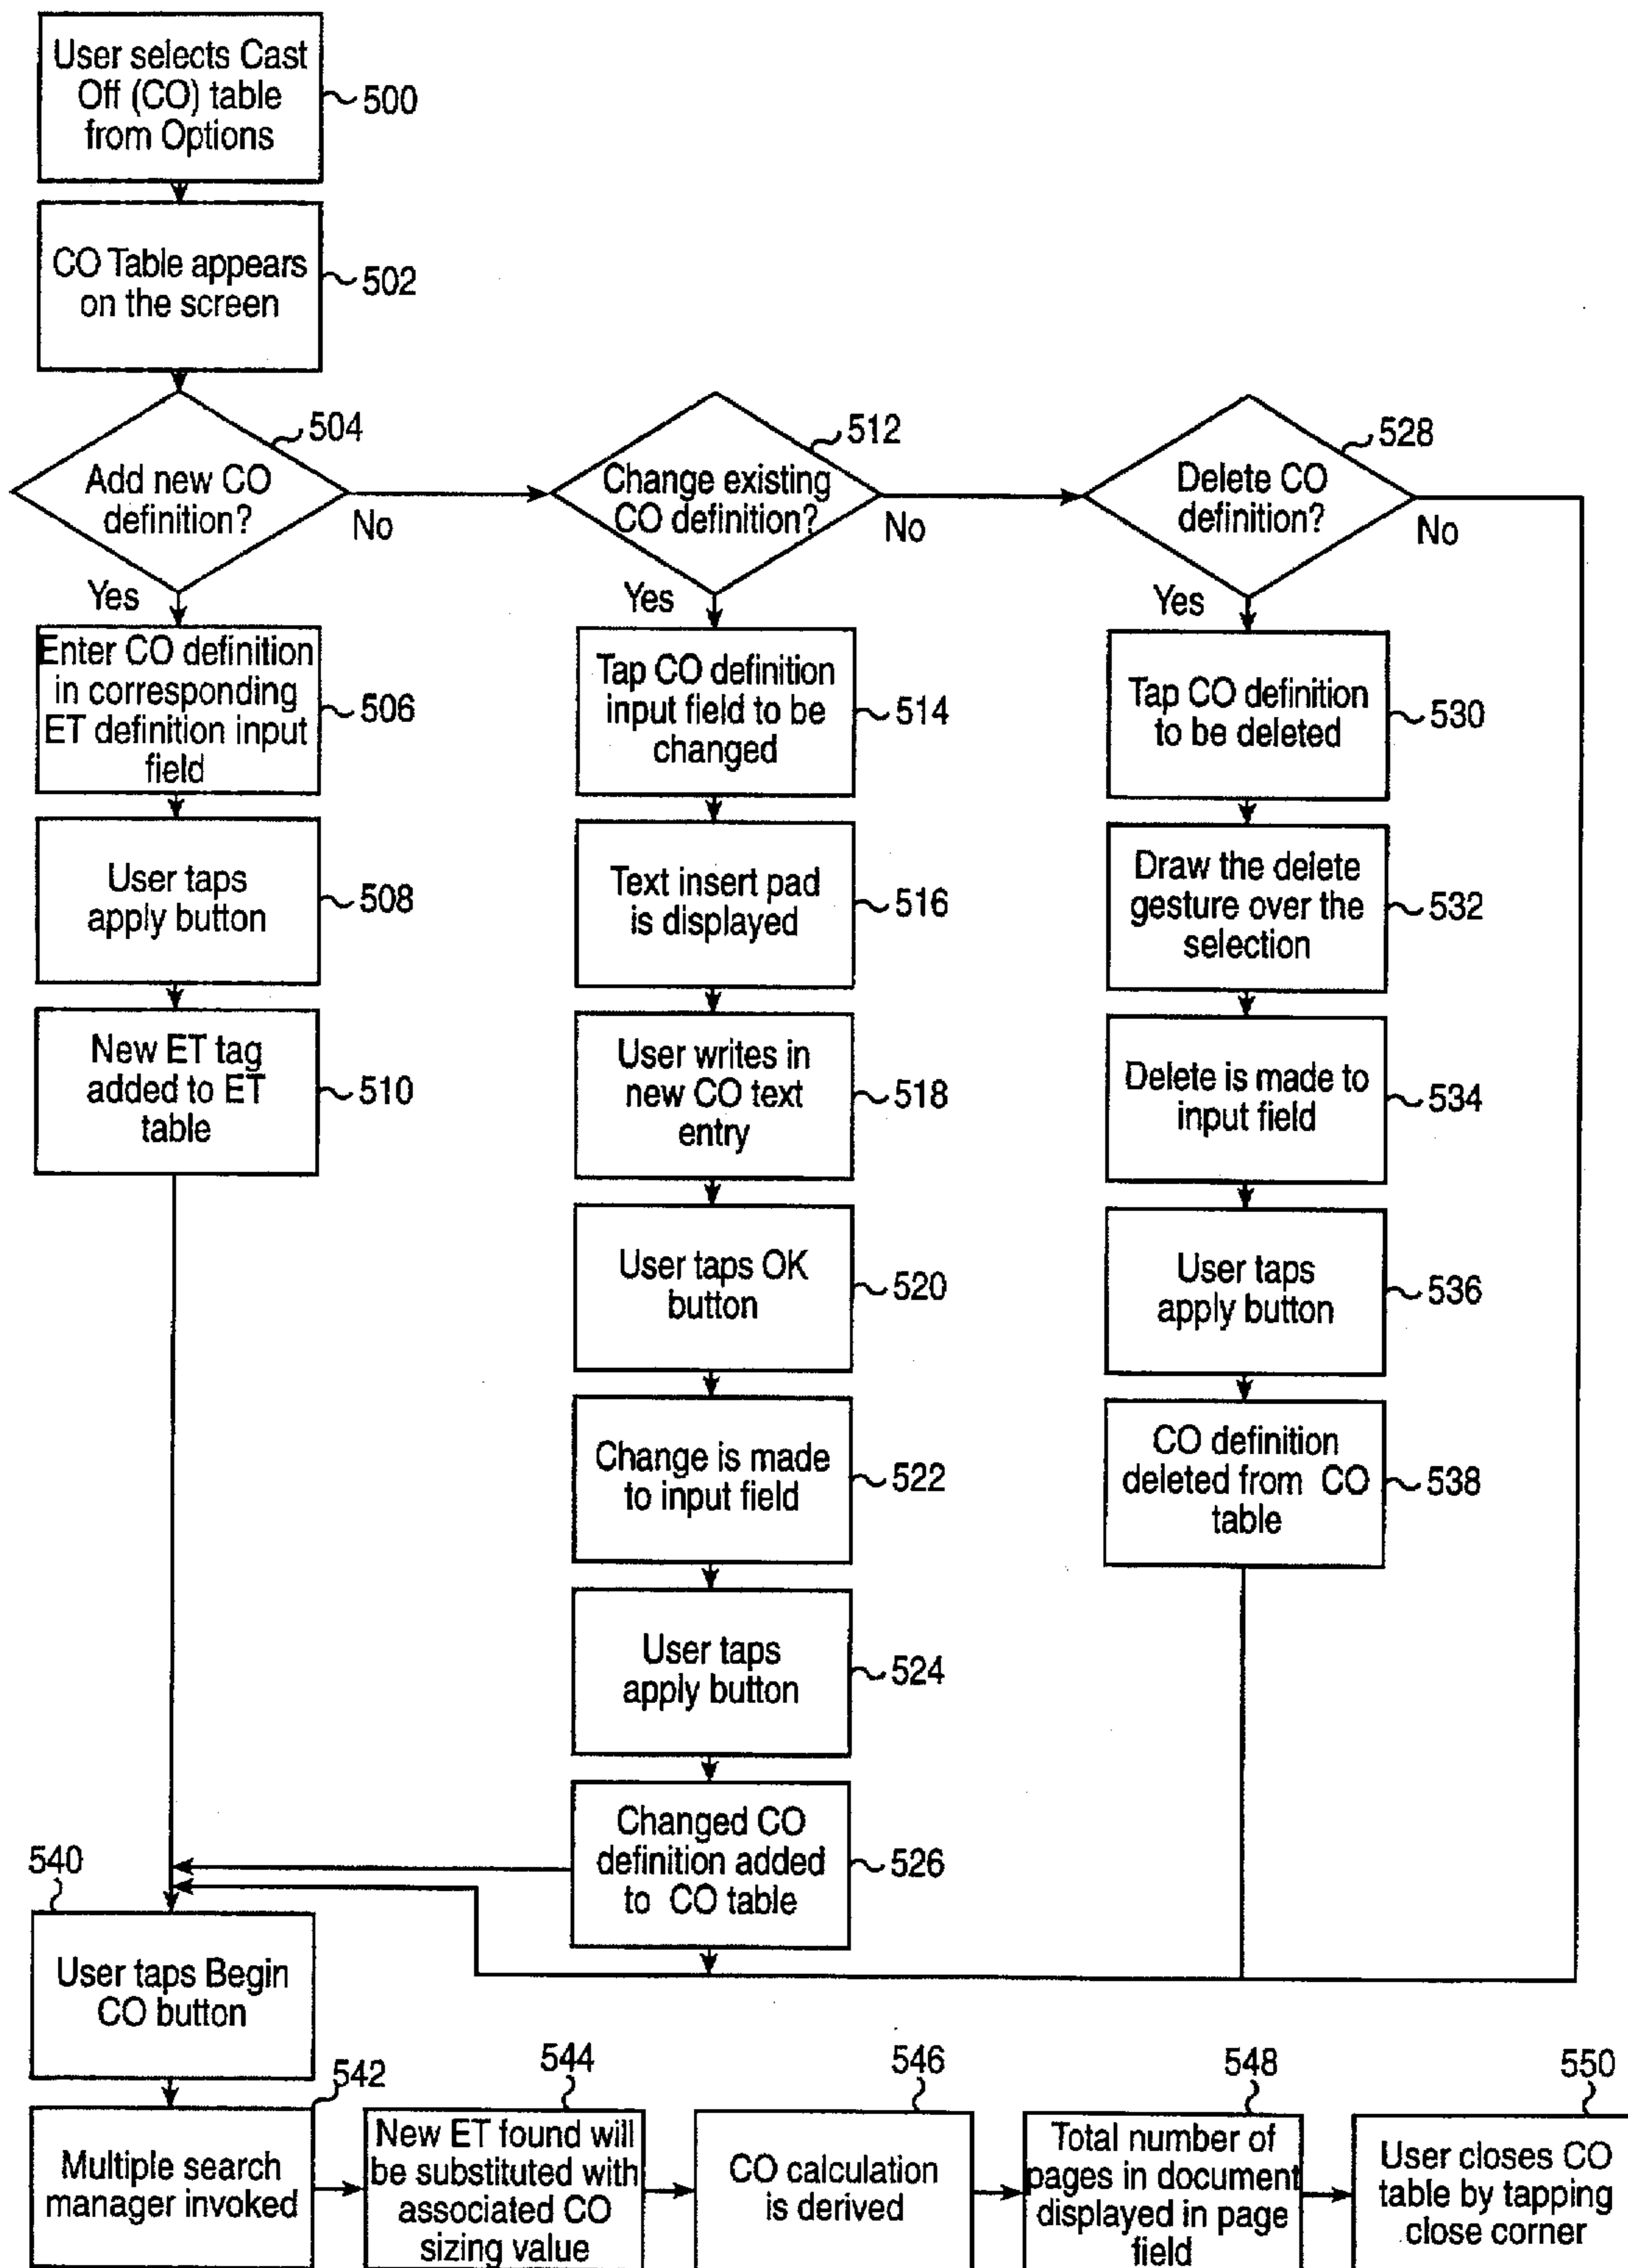 User selects Cast
Off (CO) table
from Options
500
CO Table appears
on the screen
502
504
Add new CO
definition?
No
Yes
Enter CO definition
in corresponding
ET definition input
field
506
User taps
apply button
508
New ET tag
added to ET
table
510
512
Change existing
CO definition?
No
Yes
Tap CO definition
input field to be
changed
514
Text insert pad
is displayed
516
User writes in
new CO text
entry
518
User taps OK
button
520
Change is made
to input field
522
User taps
apply button
524
Changed CO
definition added
to CO table
526
528
Delete CO
definition?
No
Yes
Tap CO definition
to be deleted
530
Draw the delete
gesture over the
selection
532
Delete is made to
input field
534
User taps
apply button
536
CO definition
deleted from CO
table
538
540
User taps Begin
CO button
542
Multiple search
manager invoked
544
New ET found will
be substituted with
associated CO
sizing value
546
CO calculation
is derived
548
Total number of
pages in document
displayed in page
field
550
User closes CO
table by tapping
close corner